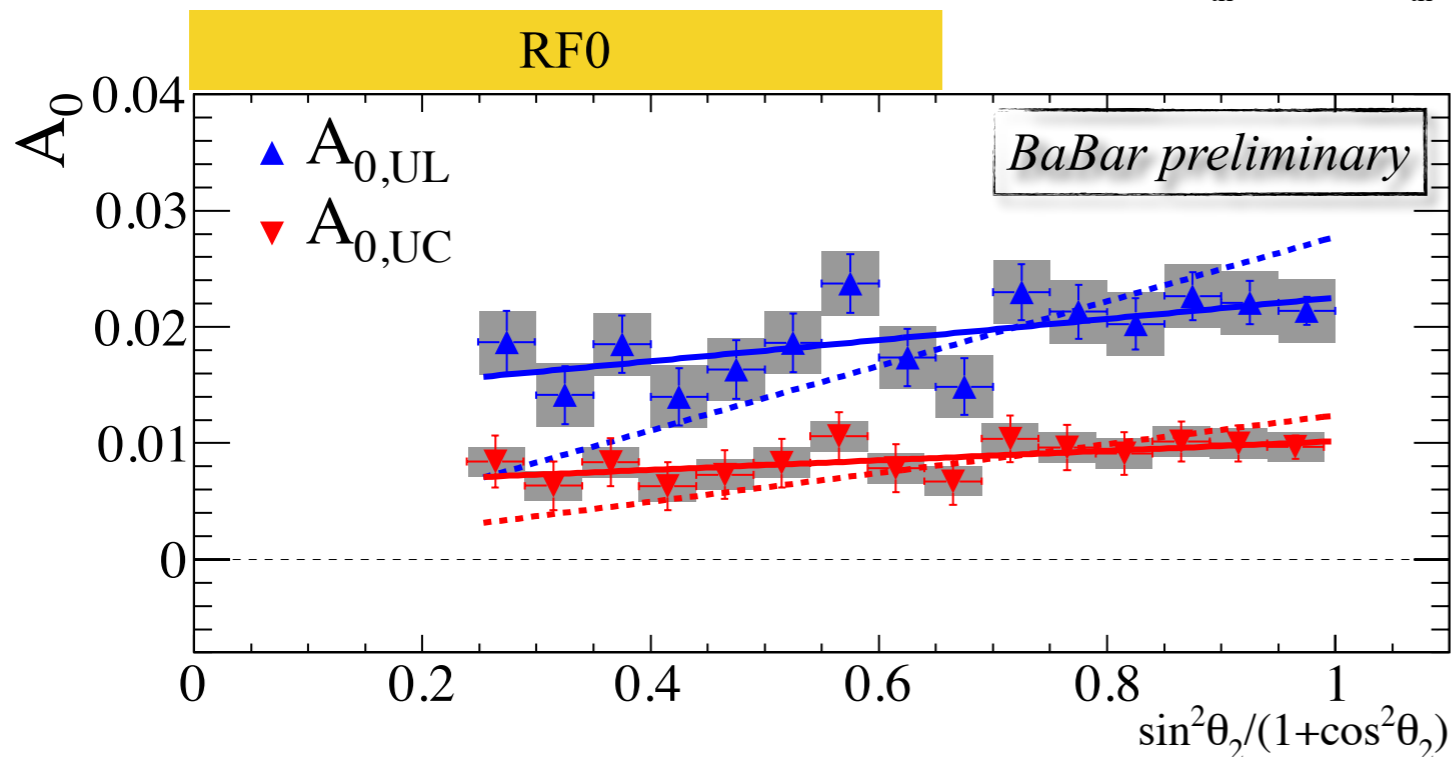 RF0
A₀
0.04
0.03
0.02
0.01
0
▲ A₀,UL
▼ A₀,UC
BaBar preliminary
0 0.2 0.4 0.6 0.8 1
sin²θ₂/(1+cos²θ₂)